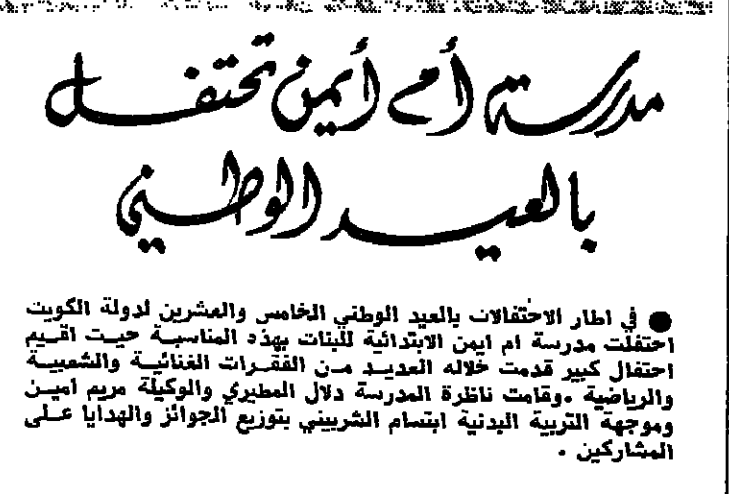 مدرسة أم أيمن تحتفل
بالعيد الوطني
● في اطار الاحتفالات بالعيد الوطني الخامس والعشرين لدولة الكويت
احتفلت مدرسة ام ايمن الابتدائية للبنات بهذه المناسبة حيث اقيم
احتفال كبير قدمت خلاله العديد من الفقرات الغنائية والشعبية
والرياضية .وقامت ناظرة المدرسة دلال المطيري والوكيلة مريم امين
وموجهة التربية البدنية ابتسام الشربيني بتوزيع الجوائز والهدايا على
المشاركين .